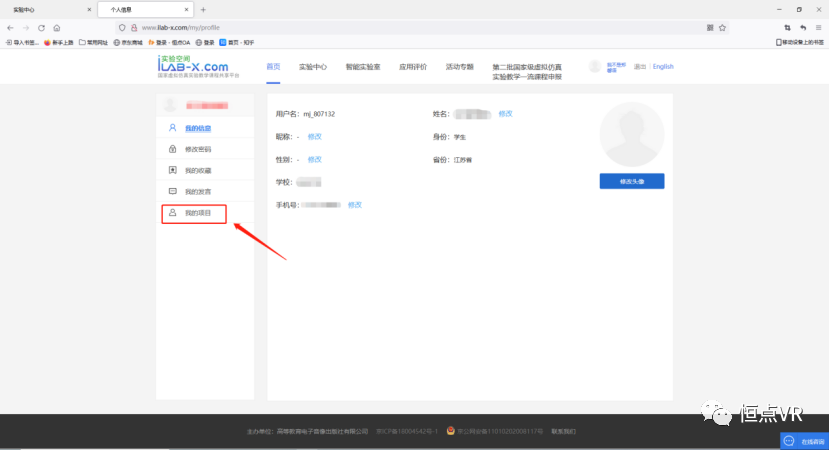 实验中心 ×
个人信息 ×
www.ilab-x.com/my/profile
导入书签... 新手上路 常用网址 京东商城 登录 - 恒点OA 登录 首页 - 知乎 移动设备上的书签
实验空间
iLAB-X.com
国家虚拟仿真实验教学课程共享平台
首页 实验中心 智能实验室 应用评价 活动专题 第二批国家级虚拟仿真
实验教学一流课程申报
退出 | English
我的信息
修改密码
我的收藏
我的发言
我的项目
用户名: mj_807132 姓名: 修改
昵称: - 修改 身份: 学生
性别: - 修改 省份: 江苏省
学校:
手机号: 修改
修改头像
主办单位: 高等教育电子音像出版社有限公司 京ICP备18004542号-1 京公网安备11010202008117号 联系我们
恒点VR
在线咨询